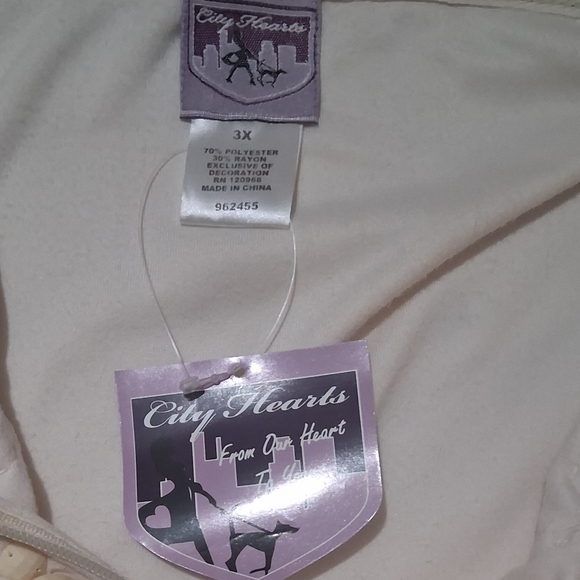 City Hearts
3X
70% POLYESTER
30% RAYON
EXCLUSIVE OF
DECORATION
RN 120968
MADE IN CHINA
962455
City Hearts
From Our Heart
To